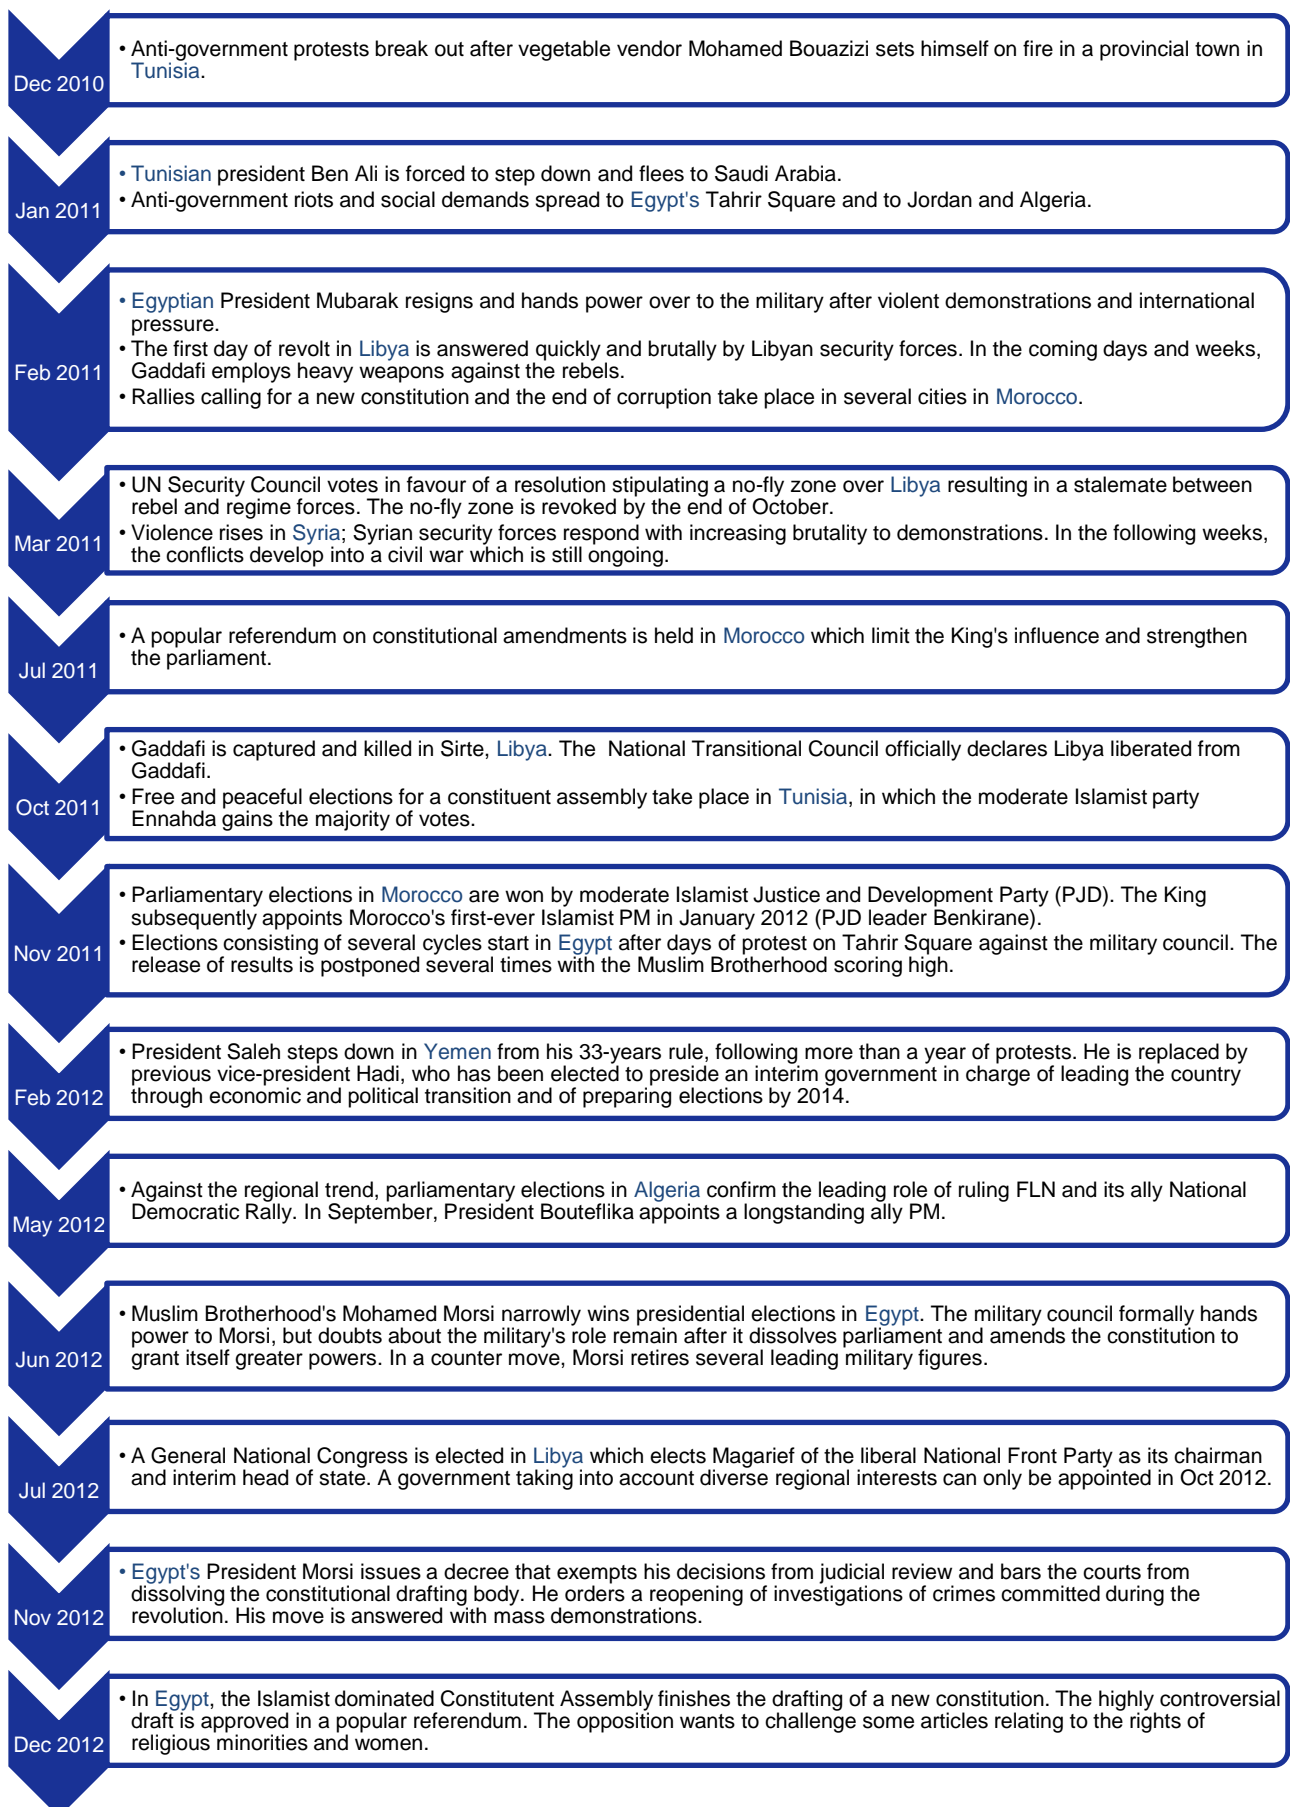 Dec 2010
• Anti-government protests break out after vegetable vendor Mohamed Bouazizi sets himself on fire in a provincial town in
Tunisia.
Jan 2011
• Tunisian president Ben Ali is forced to step down and flees to Saudi Arabia.
• Anti-government riots and social demands spread to Egypt's Tahrir Square and to Jordan and Algeria.
Feb 2011
• Egyptian President Mubarak resigns and hands power over to the military after violent demonstrations and international
pressure.
• The first day of revolt in Libya is answered quickly and brutally by Libyan security forces. In the coming days and weeks,
Gaddafi employs heavy weapons against the rebels.
• Rallies calling for a new constitution and the end of corruption take place in several cities in Morocco.
Mar 2011
• UN Security Council votes in favour of a resolution stipulating a no-fly zone over Libya resulting in a stalemate between
rebel and regime forces. The no-fly zone is revoked by the end of October.
• Violence rises in Syria; Syrian security forces respond with increasing brutality to demonstrations. In the following weeks,
the conflicts develop into a civil war which is still ongoing.
Jul 2011
• A popular referendum on constitutional amendments is held in Morocco which limit the King's influence and strengthen
the parliament.
Oct 2011
• Gaddafi is captured and killed in Sirte, Libya. The National Transitional Council officially declares Libya liberated from
Gaddafi.
• Free and peaceful elections for a constituent assembly take place in Tunisia, in which the moderate Islamist party
Ennahda gains the majority of votes.
Nov 2011
• Parliamentary elections in Morocco are won by moderate Islamist Justice and Development Party (PJD). The King
subsequently appoints Morocco's first-ever Islamist PM in January 2012 (PJD leader Benkirane).
• Elections consisting of several cycles start in Egypt after days of protest on Tahrir Square against the military council. The
release of results is postponed several times with the Muslim Brotherhood scoring high.
Feb 2012
• President Saleh steps down in Yemen from his 33-years rule, following more than a year of protests. He is replaced by
previous vice-president Hadi, who has been elected to preside an interim government in charge of leading the country
through economic and political transition and of preparing elections by 2014.
May 2012
• Against the regional trend, parliamentary elections in Algeria confirm the leading role of ruling FLN and its ally National
Democratic Rally. In September, President Bouteflika appoints a longstanding ally PM.
Jun 2012
• Muslim Brotherhood's Mohamed Morsi narrowly wins presidential elections in Egypt. The military council formally hands
power to Morsi, but doubts about the military's role remain after it dissolves parliament and amends the constitution to
grant itself greater powers. In a counter move, Morsi retires several leading military figures.
Jul 2012
• A General National Congress is elected in Libya which elects Magarief of the liberal National Front Party as its chairman
and interim head of state. A government taking into account diverse regional interests can only be appointed in Oct 2012.
Nov 2012
• Egypt's President Morsi issues a decree that exempts his decisions from judicial review and bars the courts from
dissolving the constitutional drafting body. He orders a reopening of investigations of crimes committed during the
revolution. His move is answered with mass demonstrations.
Dec 2012
• In Egypt, the Islamist dominated Constitutent Assembly finishes the drafting of a new constitution. The highly controversial
draft is approved in a popular referendum. The opposition wants to challenge some articles relating to the rights of
religious minorities and women.